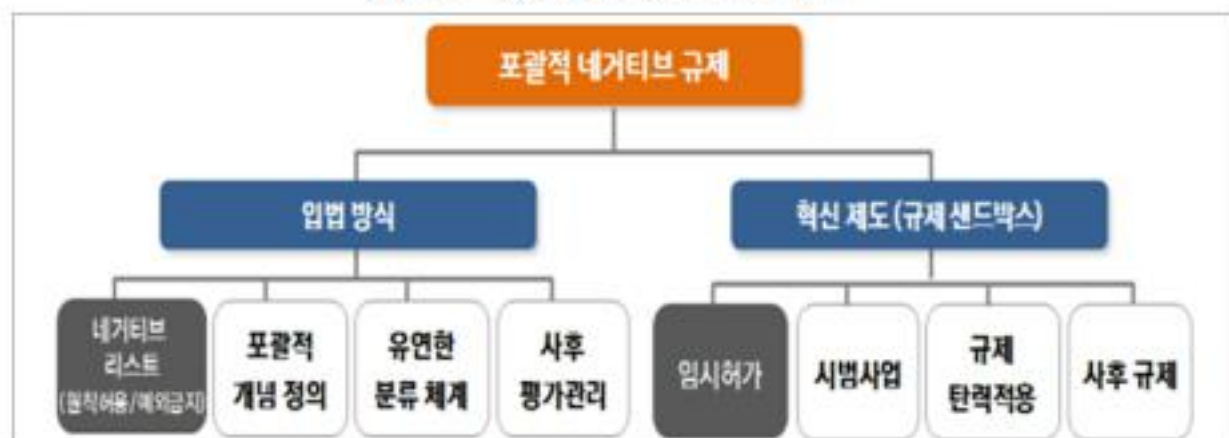 포괄적 네거티브 규제
입법 방식
혁신 제도 (규제 샌드박스)
네거티브
리스트
(원칙허용/예외금지)
포괄적
개념 정의
유연한
분류 체계
사후
평가관리
임시허가
시범사업
규제
탄력적용
사후 규제